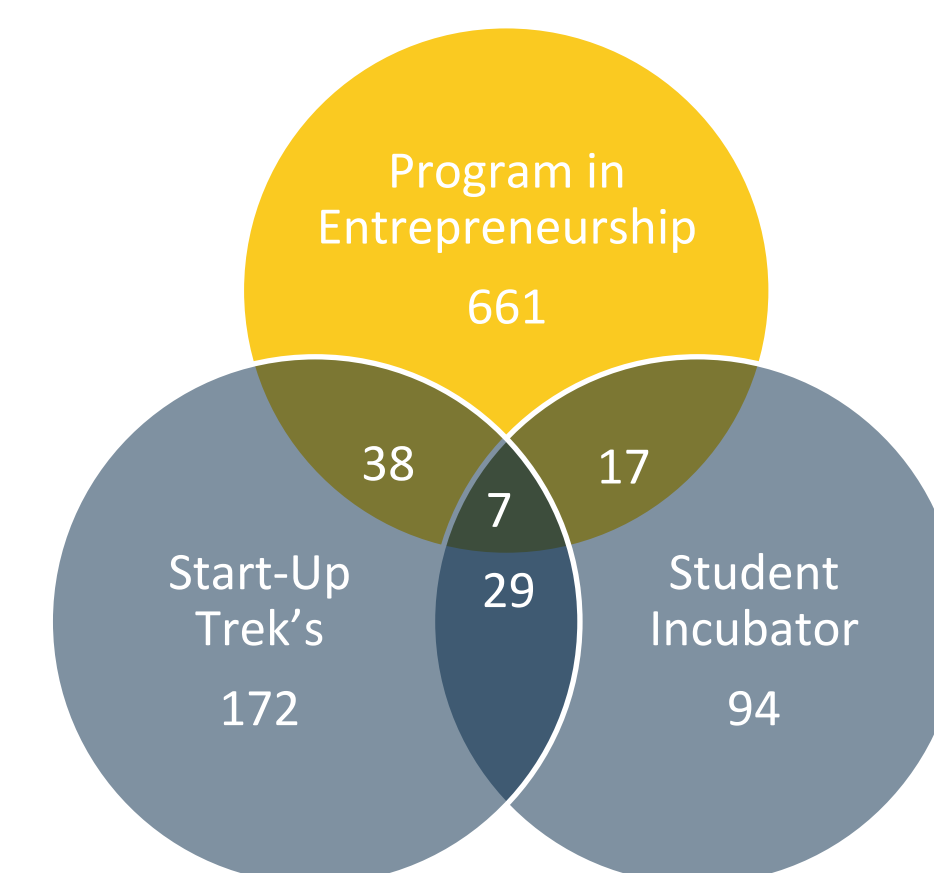 Program in
Entrepreneurship
661
38
17
7
29
Start-Up
Trek’s
172
Student
Incubator
94